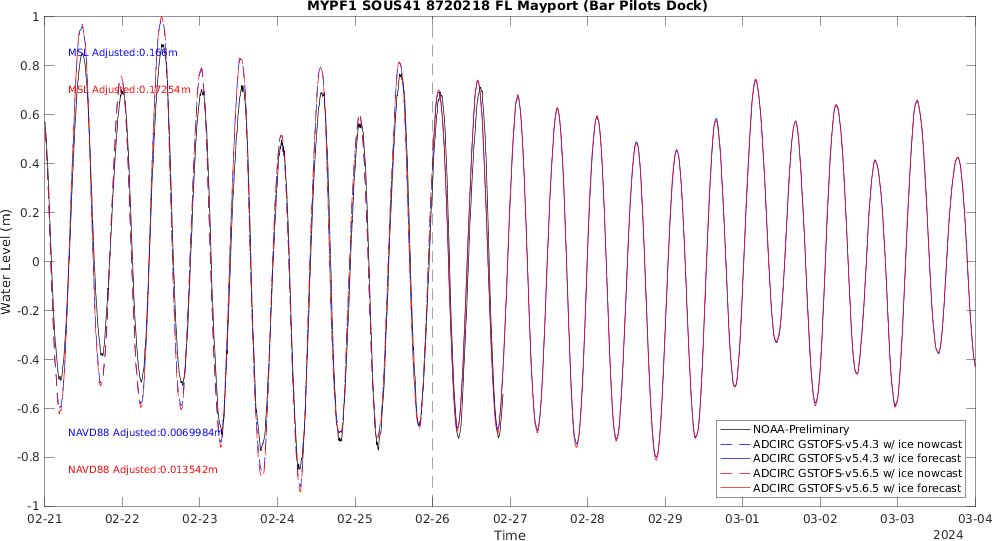 MYPF1 SOUS41 8720218 FL Mayport (Bar Pilots Dock)
1
0.8
0.6
0.4
0.2
0
-0.2
-0.4
-0.6
-0.8
-1
Water Level (m)
MSL Adjusted:0.166m
MSL Adjusted:0.17254m
NAVD88 Adjusted:0.0069984m
NAVD88 Adjusted:0.013542m
NOAA-Preliminary
ADCIRC GSTOFS-v5.4.3 w/ ice nowcast
ADCIRC GSTOFS-v5.4.3 w/ ice forecast
ADCIRC GSTOFS-v5.6.5 w/ ice nowcast
ADCIRC GSTOFS-v5.6.5 w/ ice forecast
02-21 02-22 02-23 02-24 02-25 02-26 02-27 02-28 02-29 03-01 03-02 03-03 03-04
Time
2024